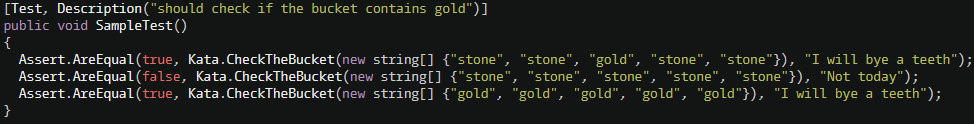 [Test, Description("should check if the bucket contains gold")]
public void SampleTest()
{
  Assert.AreEqual(true, Kata.CheckTheBucket(new string[] {"stone", "stone", "gold", "stone", "stone"}), "I will bye a teeth");
  Assert.AreEqual(false, Kata.CheckTheBucket(new string[] {"stone", "stone", "stone", "stone", "stone"}), "Not today");
  Assert.AreEqual(true, Kata.CheckTheBucket(new string[] {"gold", "gold", "gold", "gold", "gold"}), "I will bye a teeth");
}